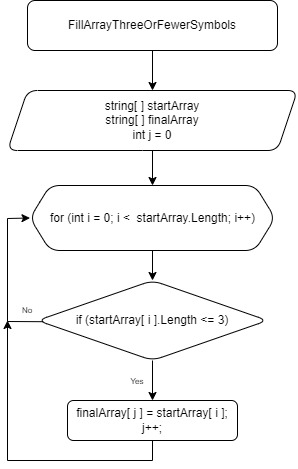 FillArrayThreeOrFewerSymbols
string[ ] startArray
string[ ] finalArray
int j = 0
for (int i = 0; i <  startArray.Length; i++)
if (startArray[ i ].Length <= 3)
No
Yes
finalArray[ j ] = startArray[ i ];
j++;